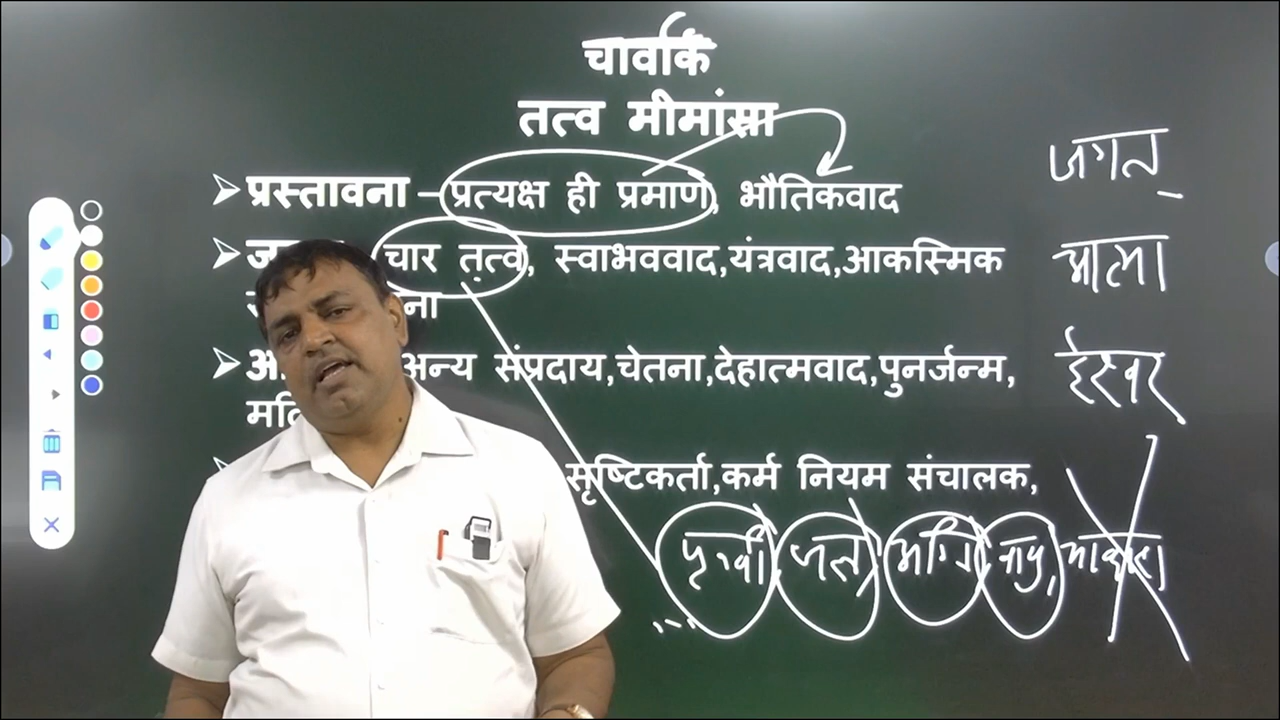 चार्वाक
तत्व मीमांसा
प्रस्तावना – प्रत्यक्ष ही प्रमाण, भौतिकवाद
चार तत्व, स्वाभववाद,यंत्रवाद,आकस्मिक
ना
अन्य संप्रदाय,चेतना,देहात्मवाद,पुनर्जन्म,
सृष्टिकर्ता,कर्म नियम संचालक,
जगत
आत्मा
ईश्वर
पृथ्वी, जल, अग्नि, वायु, आकाश